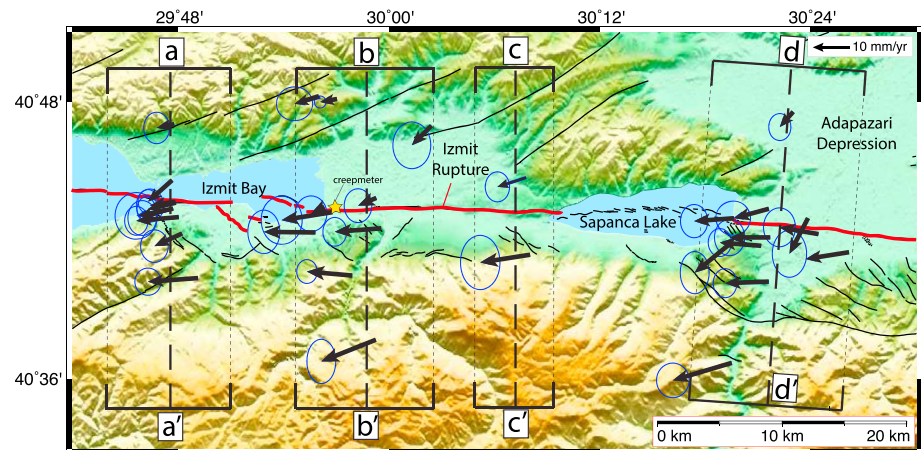 29°48' 30°00' 30°12' 30°24'
a b c d
10 mm/yr
40°48'
Adapazari
Depression
Izmit
Rupture
creepmeter
Izmit Bay
Sapanca Lake
40°36'
a' b' c' d'
0 km 10 km 20 km